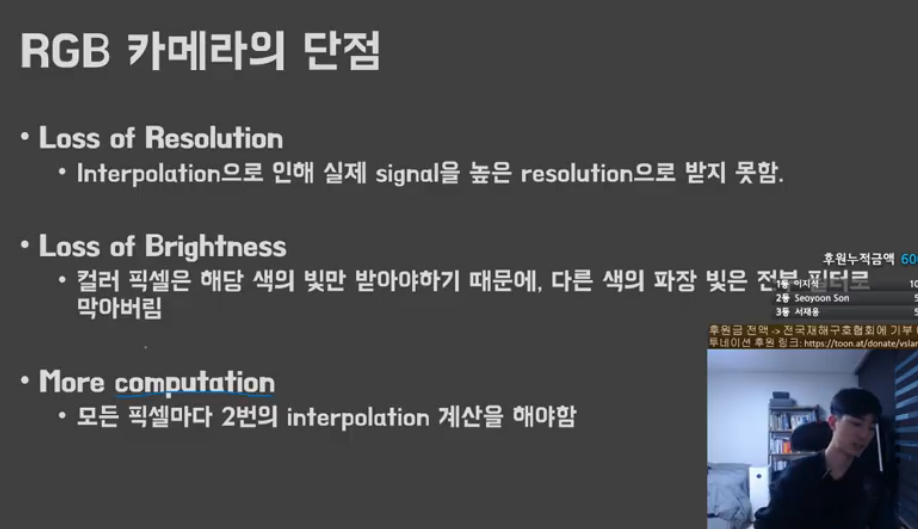 RGB 카메라의 단점
• Loss of Resolution
• Interpolation으로 인해 실제 signal을 높은 resolution으로 받지 못함.
• Loss of Brightness
• 컬러 픽셀은 해당 색의 빛만 받아야하기 때문에, 다른 색의 파장 빛은 전부 필터로
막아버림
• More computation
• 모든 픽셀마다 2번의 interpolation 계산을 해야함
후원누적금액 600
1등 이지석 10
2등 Seoyoon Son 5
3등 서재용 5
후원금 전액 -> 전국재해구호협회에 기부
투네이션 후원 링크: https://toon.at/donate/vslar